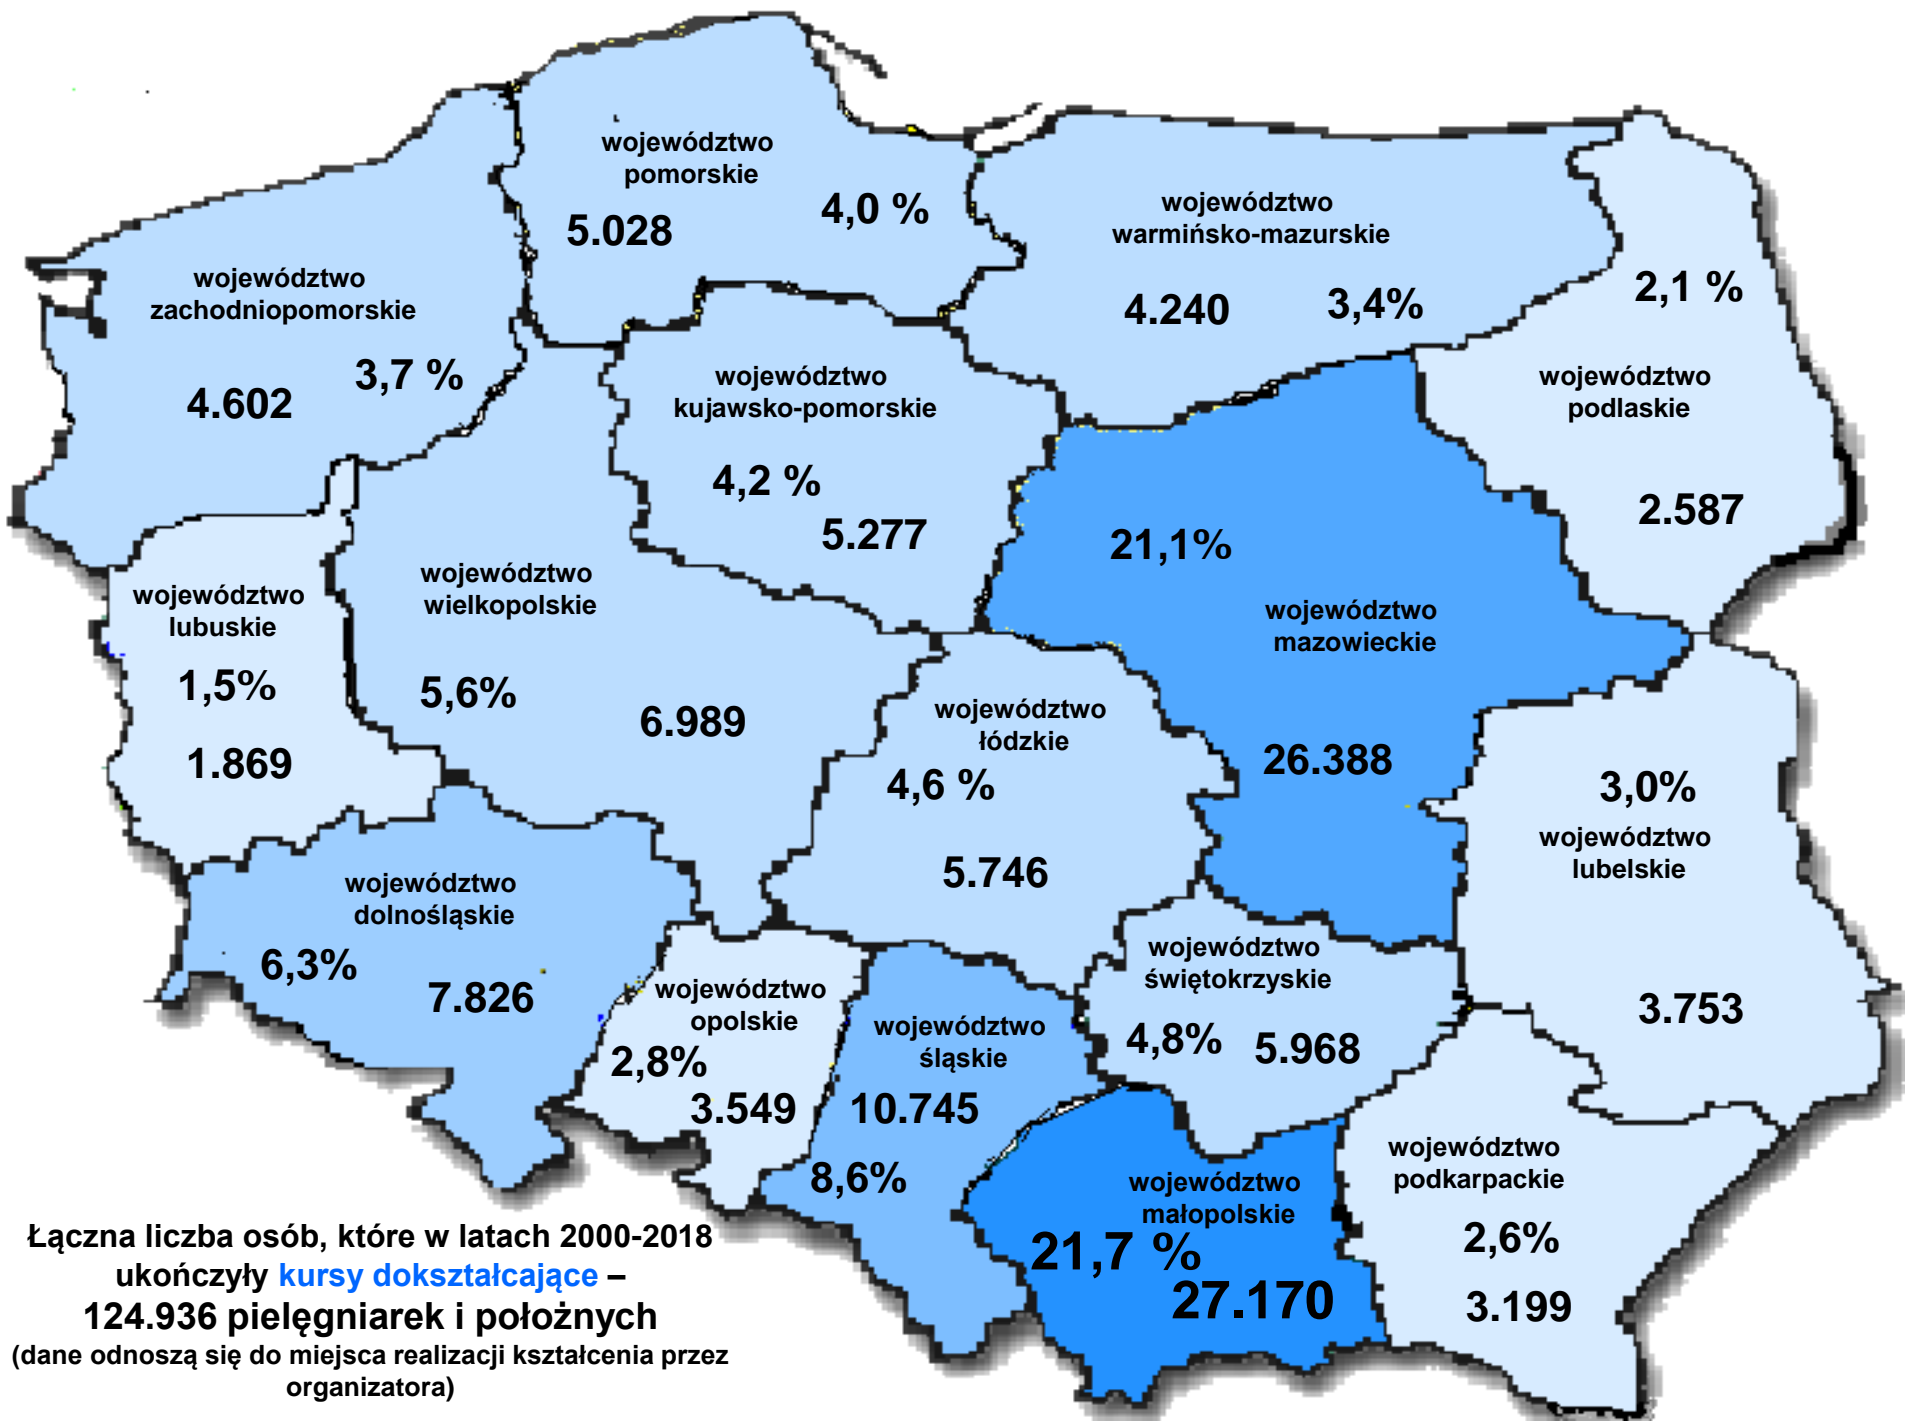 województwo
pomorskie
5.028
4,0 %
województwo
warmińsko-mazurskie
4.240
3,4%
2,1 %
województwo
podlaskie
2.587
województwo
zachodniopomorskie
3,7 %
4.602
województwo
kujawsko-pomorskie
4,2 %
5.277
21,1%
województwo
mazowieckie
26.388
województwo
lubuskie
1,5%
1.869
województwo
wielkopolskie
5,6%
6.989
województwo
łódzkie
4,6 %
5.746
3,0%
województwo
lubelskie
3.753
województwo
dolnośląskie
6,3%
7.826
województwo
opolskie
2,8%
3.549
województwo
śląskie
10.745
8,6%
województwo
świętokrzyskie
4,8%
5.968
województwo
małopolskie
21,7 %
27.170
województwo
podkarpackie
2,6%
3.199
Łączna liczba osób, które w latach 2000-2018
ukończyły kursy dokształcające –
124.936 pielęgniarek i położnych
(dane odnoszą się do miejsca realizacji kształcenia przez
organizatora)